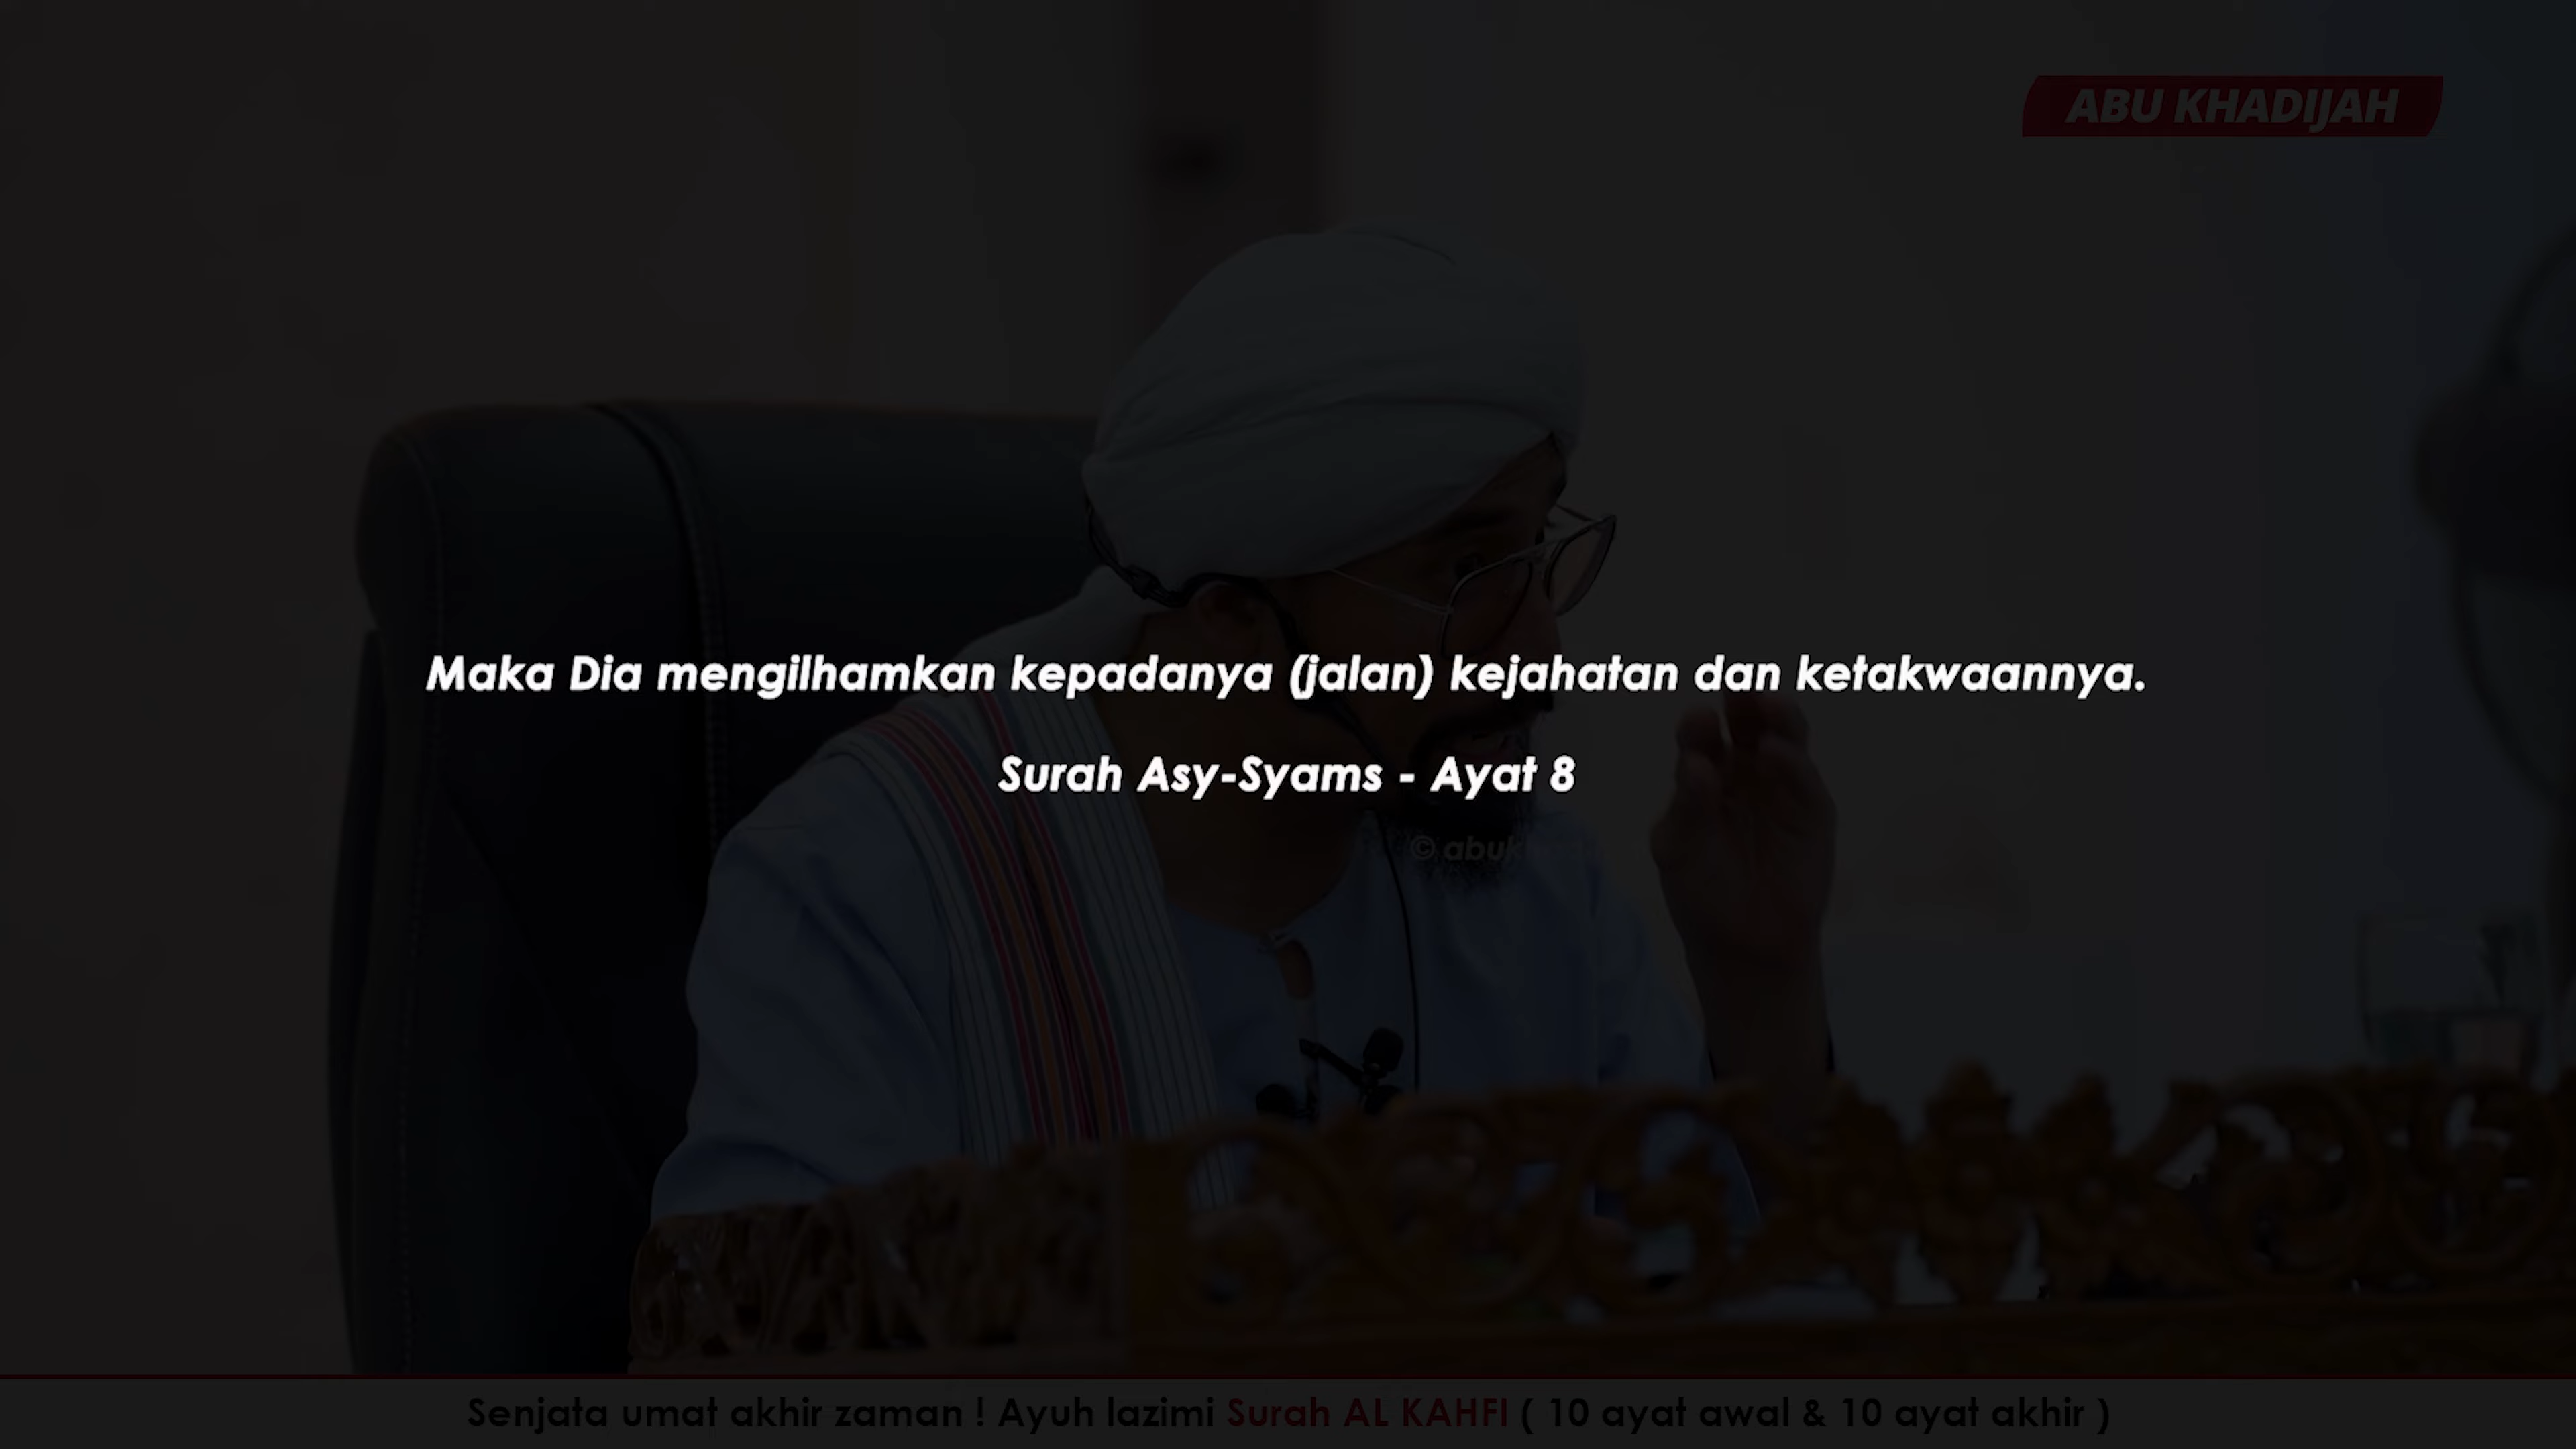 ABU KHADIJAH
Maka Dia mengilhamkan kepadanya (jalan) kejahatan dan ketakwaannya.
Surah Asy-Syams - Ayat 8
Senjata umat akhir zaman ! Ayuh lazimi Surah AL KAHFI ( 10 ayat awal & 10 ayat akhir )